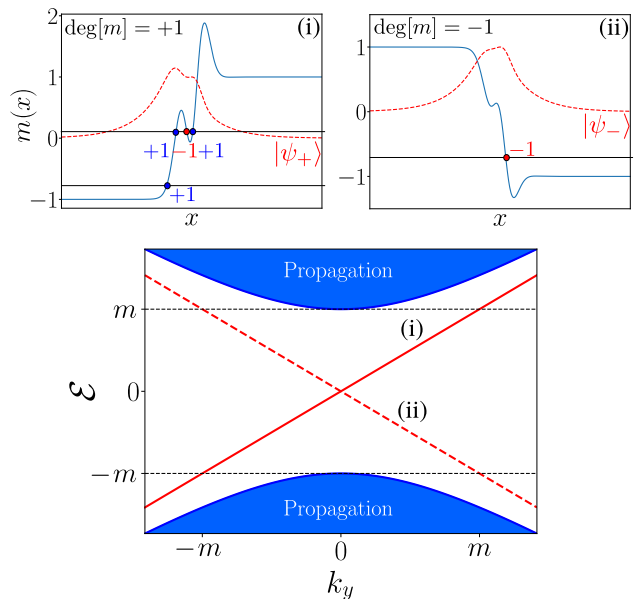 deg[m] = +1
(i)
2
1
0
−1
m(x)
+1 −1 +1
+1
|ψ₊⟩
x
deg[m] = −1
(ii)
1
0
−1
|ψ₋⟩
−1
x
Propagation
m
(i)
0
ℰ
(ii)
−m
Propagation
−m
0
m
k_y